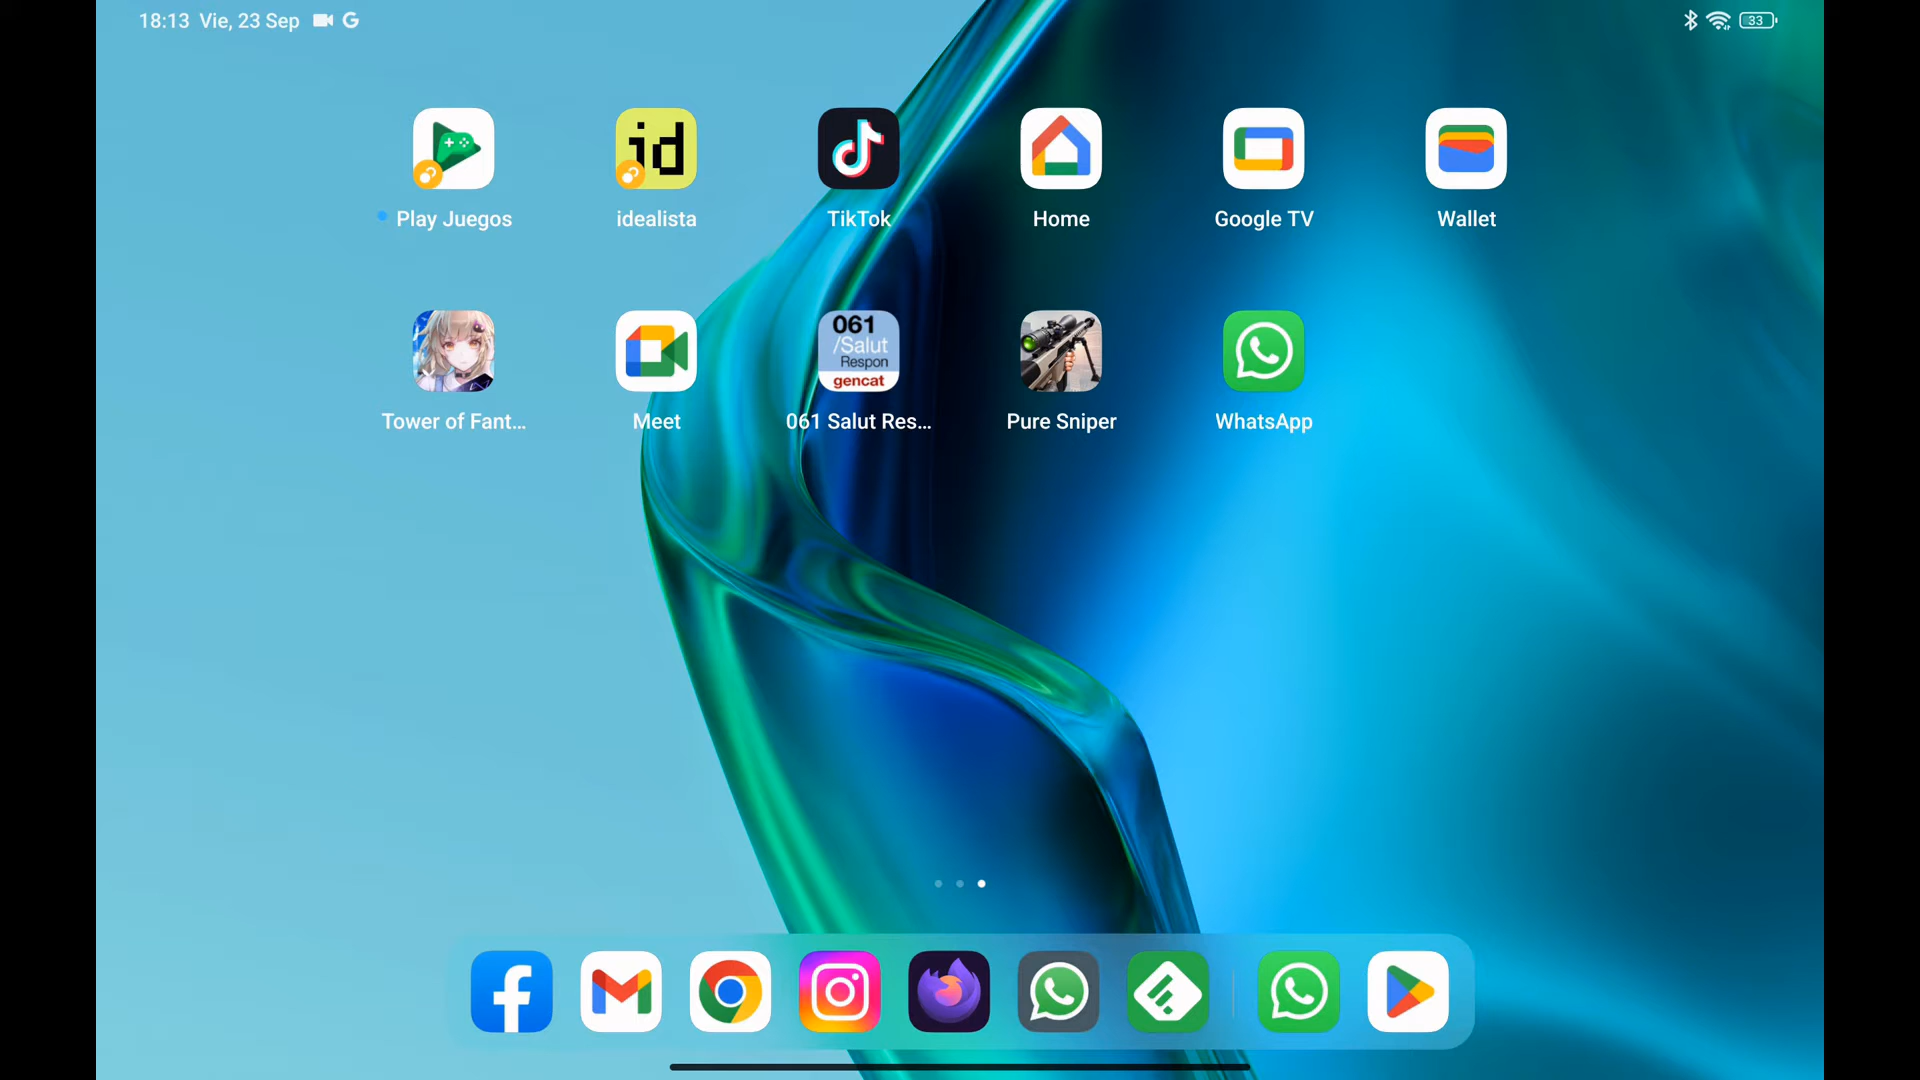 18:13 Vie, 23 Sep
33
id
Play Juegos
idealista
TikTok
Home
Google TV
Wallet
061
/Salut
Respon
gencat
Tower of Fant...
Meet
061 Salut Res...
Pure Sniper
WhatsApp